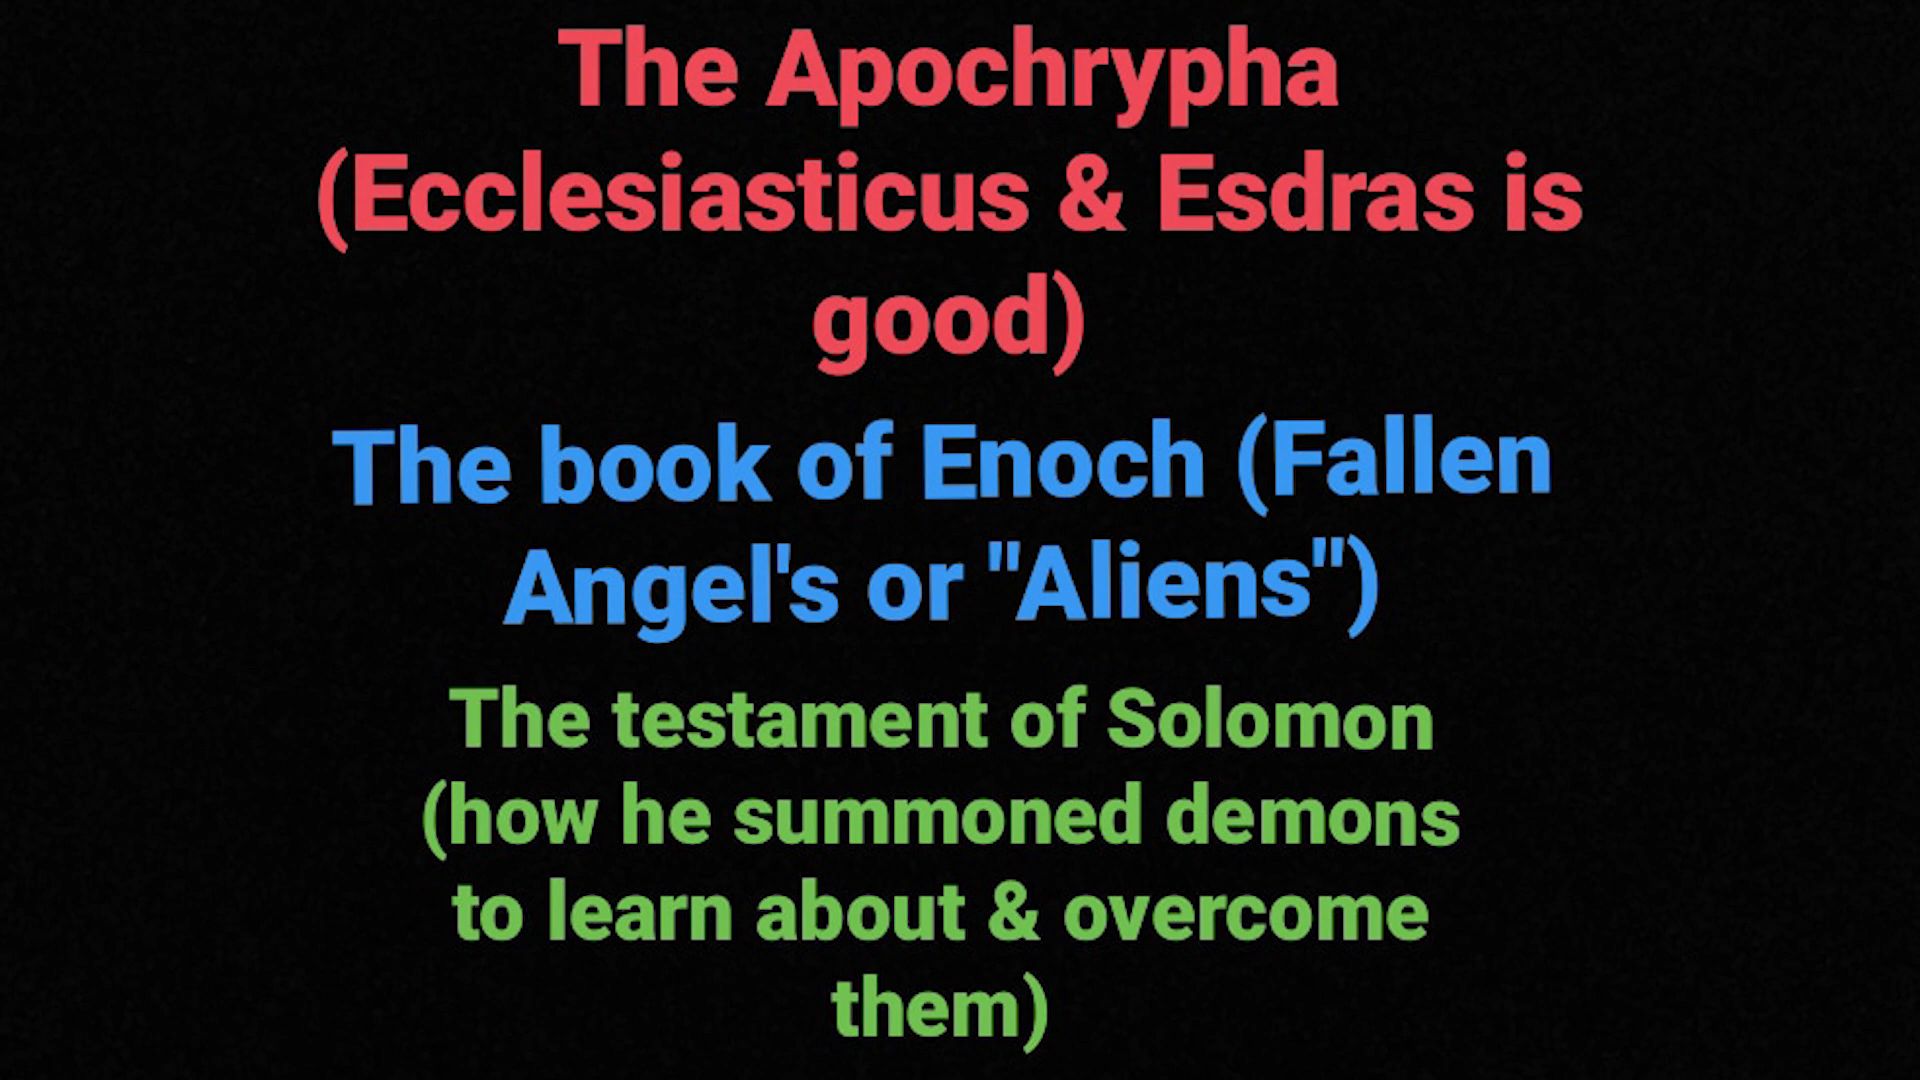 The Apochrypha
(Ecclesiasticus & Esdras is
good)
The book of Enoch (Fallen
Angel's or "Aliens")
The testament of Solomon
(how he summoned demons
to learn about & overcome
them)